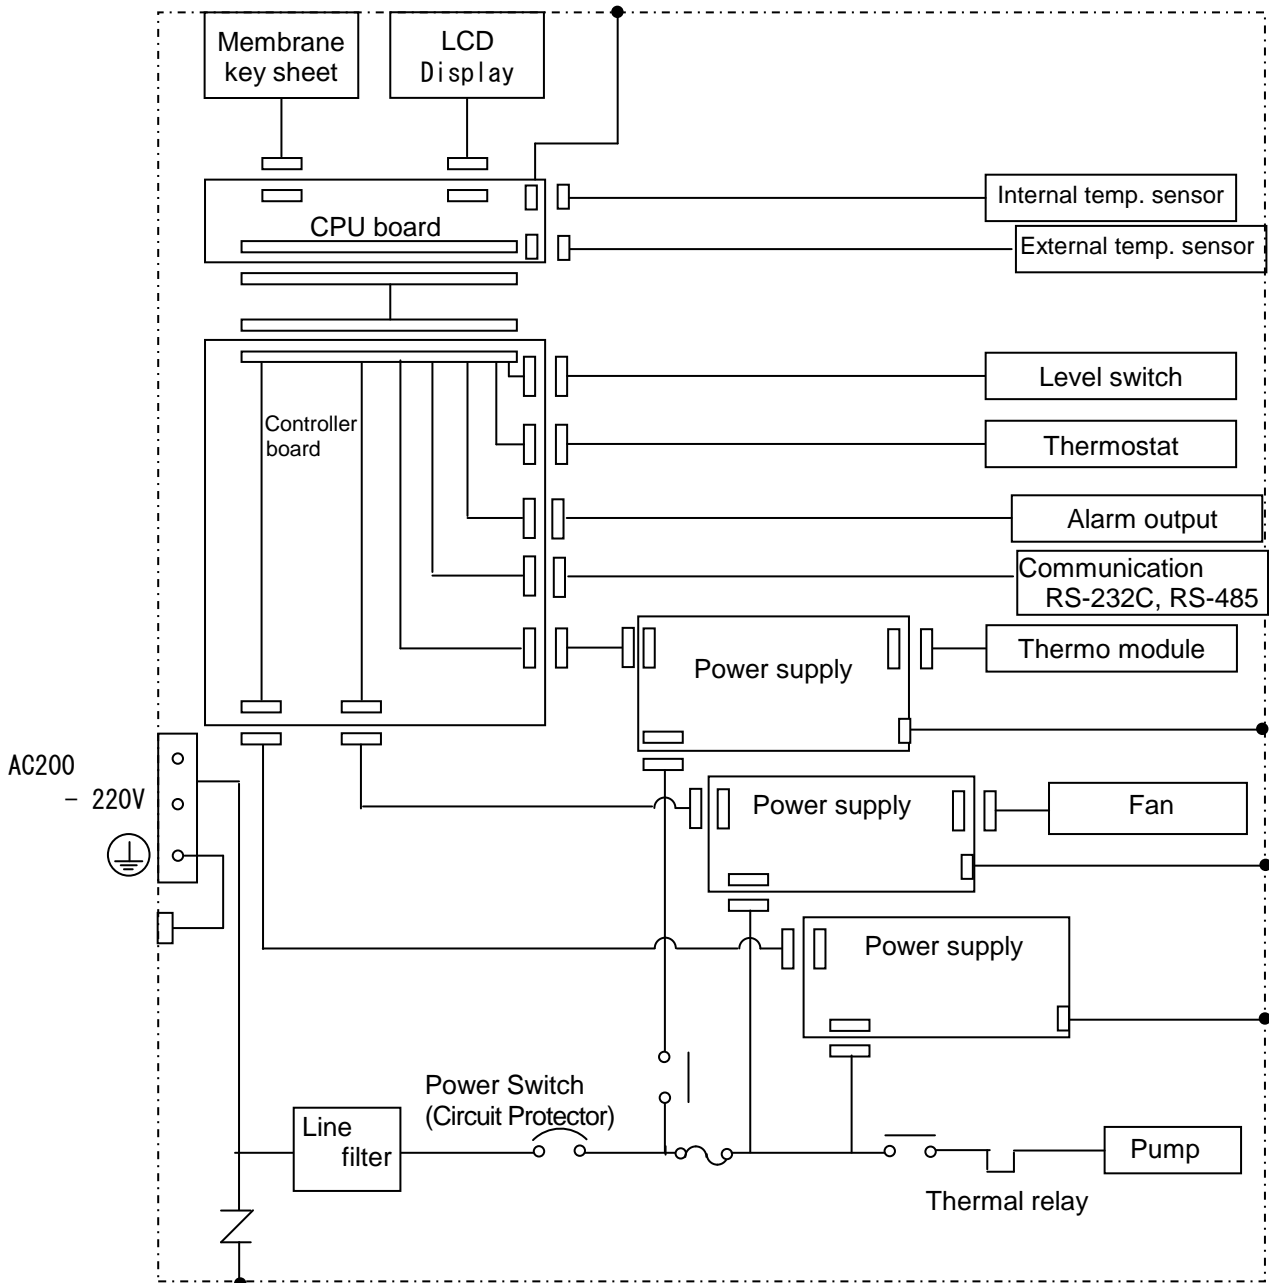 Membrane
key sheet
LCD
Display
Internal temp. sensor
CPU board
External temp. sensor
Level switch
Controller
board
Thermostat
Alarm output
Communication
RS-232C, RS-485
Power supply
Thermo module
AC200
- 220V
Power supply
Fan
Power supply
Power Switch
(Circuit Protector)
Line
filter
Pump
Thermal relay